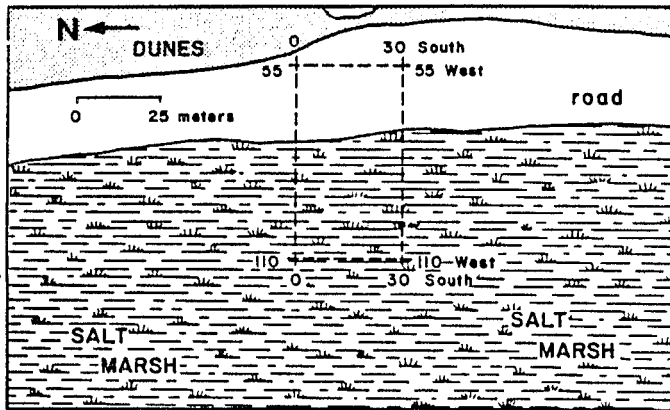 N
DUNES
0
30 South
55
55 West
0 25
meters
road
110
110 West
0
30
South
SALT
MARSH
SALT
MARSH